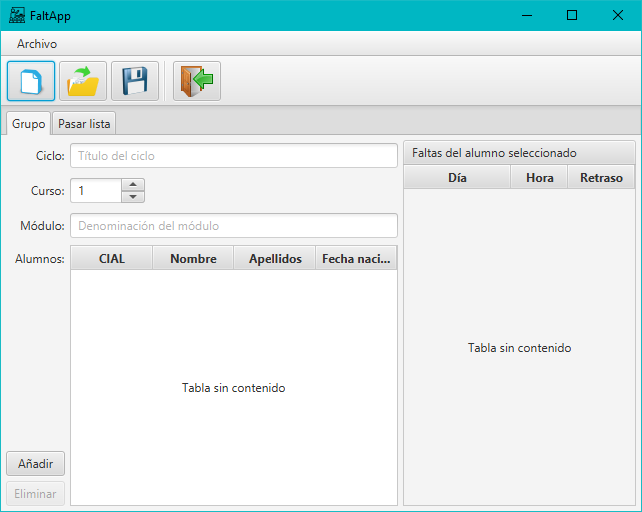 FaltApp
Archivo
Grupo
Pasar lista
Ciclo:
Título del ciclo
Curso:
1
Módulo:
Denominación del módulo
Alumnos:
CIAL
Nombre
Apellidos
Fecha naci...
Tabla sin contenido
Añadir
Eliminar
Faltas del alumno seleccionado
Día
Hora
Retraso
Tabla sin contenido